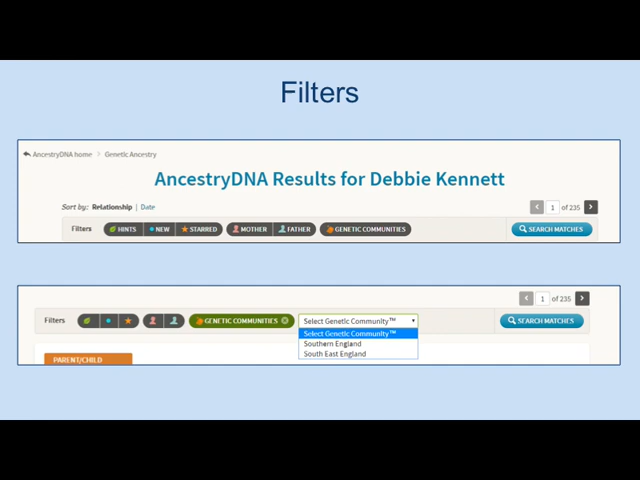 Filters
AncestryDNA home > Genetic Ancestry
AncestryDNA Results for Debbie Kennett
Sort by: Relationship | Date
< 1 of 235 >
Filters HINTS NEW STARRED MOTHER FATHER GENETIC COMMUNITIES SEARCH MATCHES
< 1 of 235 >
Filters GENETIC COMMUNITIES Select Genetic Community™ SEARCH MATCHES
Select Genetic Community™
Southern England
South East England
PARENT/CHILD